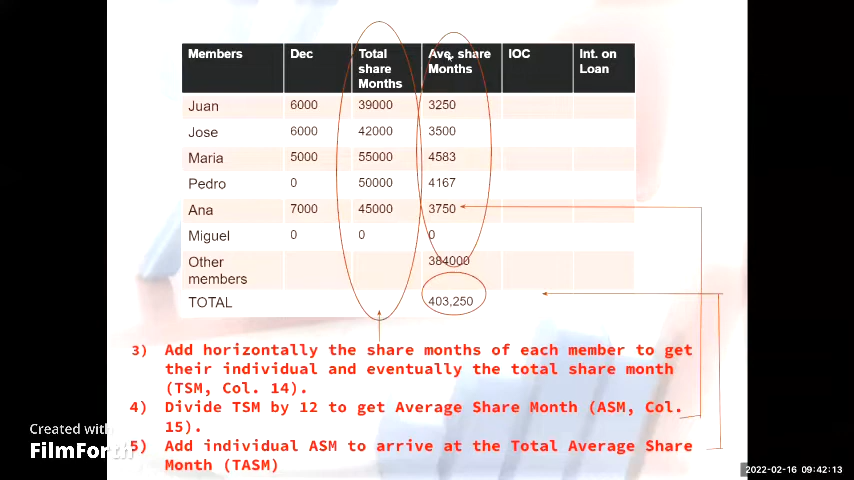 Members Dec Total share Months Ave. share Months IOC Int. on Loan
Juan 6000 39000 3250
Jose 6000 42000 3500
Maria 5000 55000 4583
Pedro 0 50000 4167
Ana 7000 45000 3750
Miguel 0 0 0
Other members 384000
TOTAL 403,250
3) Add horizontally the share months of each member to get
their individual and eventually the total share month
(TSM, Col. 14).
4) Divide TSM by 12 to get Average Share Month (ASM, Col.
15).
5) Add individual ASM to arrive at the Total Average Share
Month (TASM)
Created with
FilmForth
2022-02-16 09:42:13